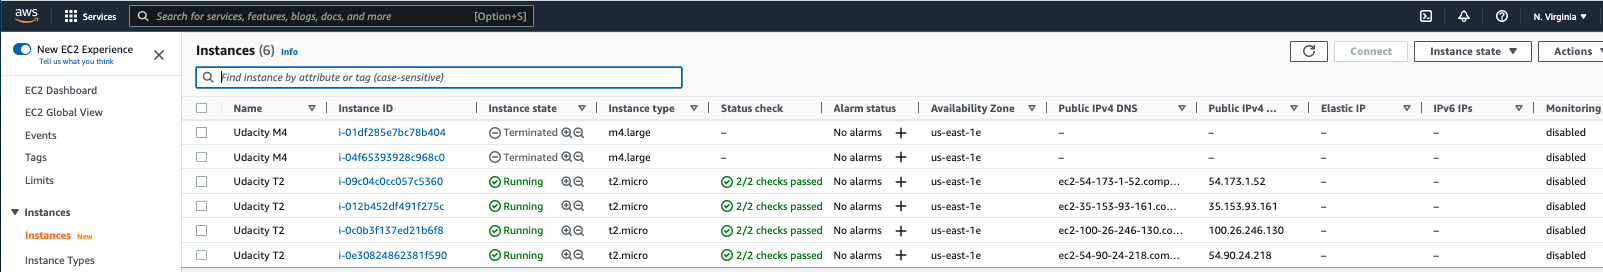 aws Services Search for services, features, blogs, docs, and more [Option+S] N. Virginia
New EC2 Experience
Tell us what you think
EC2 Dashboard
EC2 Global View
Events
Tags
Limits
Instances
Instances New
Instance Types
Instances (6) Info Connect Instance state Actions
Find instance by attribute or tag (case-sensitive)
Name Instance ID Instance state Instance type Status check Alarm status Availability Zone Public IPv4 DNS Public IPv4 ... Elastic IP IPv6 IPs Monitoring
Udacity M4 i-01df285e7bc78b404 Terminated m4.large – No alarms + us-east-1e – – – – disabled
Udacity M4 i-04f65393928c968c0 Terminated m4.large – No alarms + us-east-1e – – – – disabled
Udacity T2 i-09c04c0cc057c5360 Running t2.micro 2/2 checks passed No alarms + us-east-1e ec2-54-173-1-52.comp... 54.173.1.52 – – disabled
Udacity T2 i-012b452df491f275c Running t2.micro 2/2 checks passed No alarms + us-east-1e ec2-35-153-93-161.co... 35.153.93.161 – – disabled
Udacity T2 i-0c0b3f137ed21b6f8 Running t2.micro 2/2 checks passed No alarms + us-east-1e ec2-100-26-246-130.co... 100.26.246.130 – – disabled
Udacity T2 i-0e30824862381f590 Running t2.micro 2/2 checks passed No alarms + us-east-1e ec2-54-90-24-218.com... 54.90.24.218 – – disabled